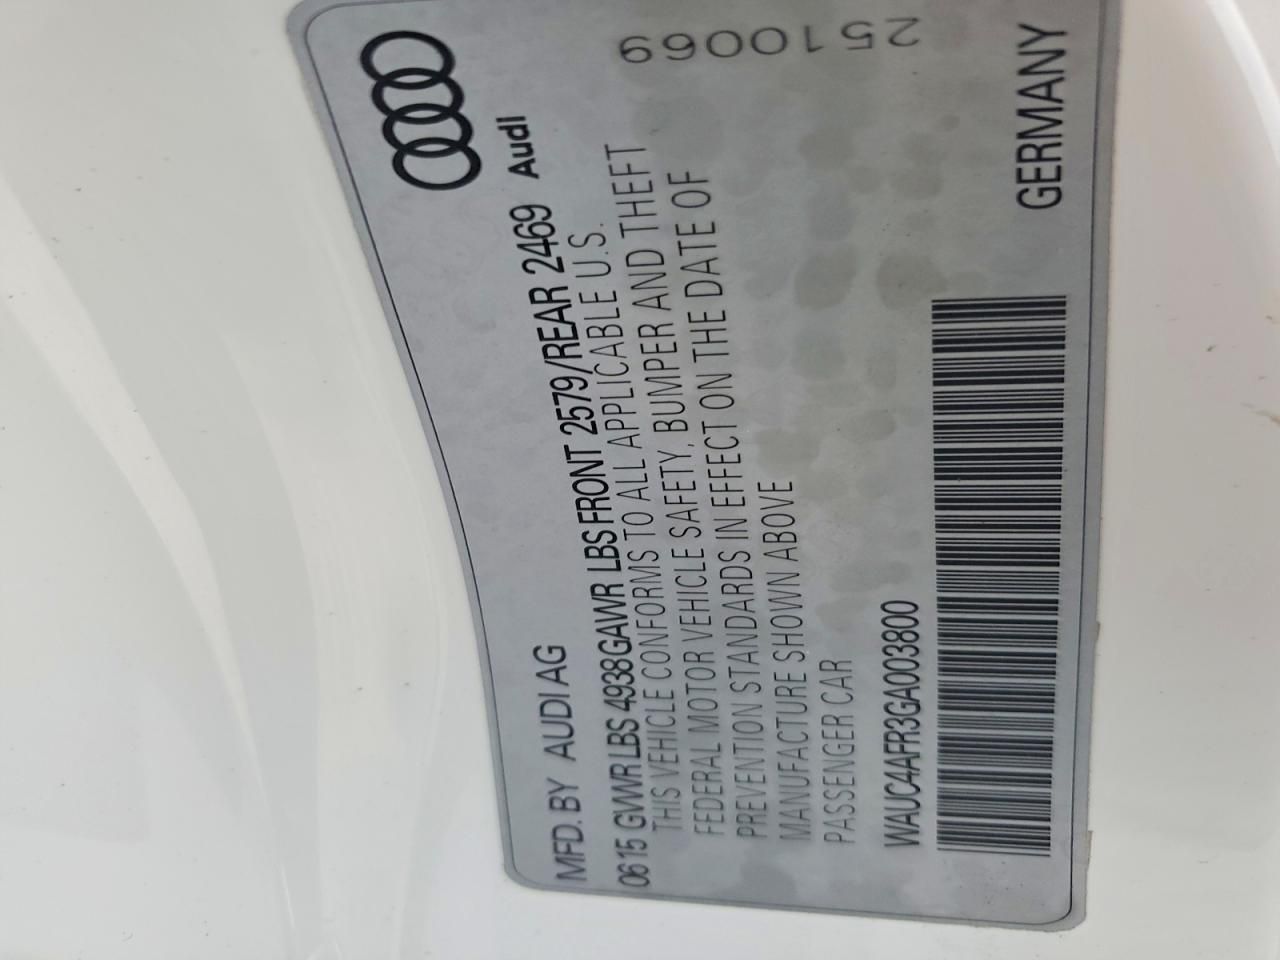 MFD. BY AUDI AG
Audi
0615 GVWR LBS 4938 GAWR LBS FRONT 2579/REAR 2469
THIS VEHICLE CONFORMS TO ALL APPLICABLE U.S.
FEDERAL MOTOR VEHICLE SAFETY, BUMPER AND THEFT
PREVENTION STANDARDS IN EFFECT ON THE DATE OF
MANUFACTURE SHOWN ABOVE
PASSENGER CAR
WAUC4AFR3GA003800
2510069
GERMANY